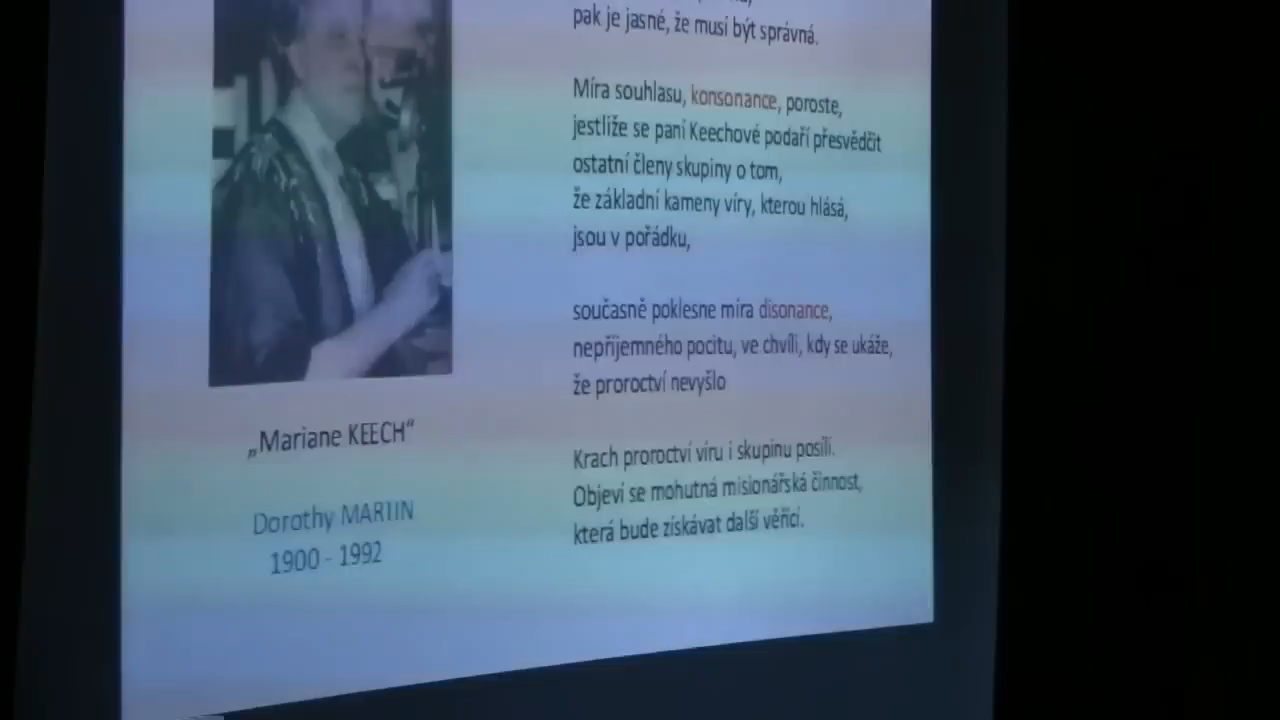 pak je jasné, že musí být správná.
Míra souhlasu, konsonance, poroste,
jestliže se paní Keechové podaří přesvědčit
ostatní členy skupiny o tom,
že základní kameny víry, kterou hlásá,
jsou v pořádku,
současně poklesne míra disonance,
nepříjemného pocitu, ve chvíli, kdy se ukáže,
že proroctví nevyšlo
Krach proroctví víru i skupinu posílí.
Objeví se mohutná misionářská činnost,
která bude získávat další věřící.
„Mariane KEECH“
Dorothy MARTIN
1900 - 1992